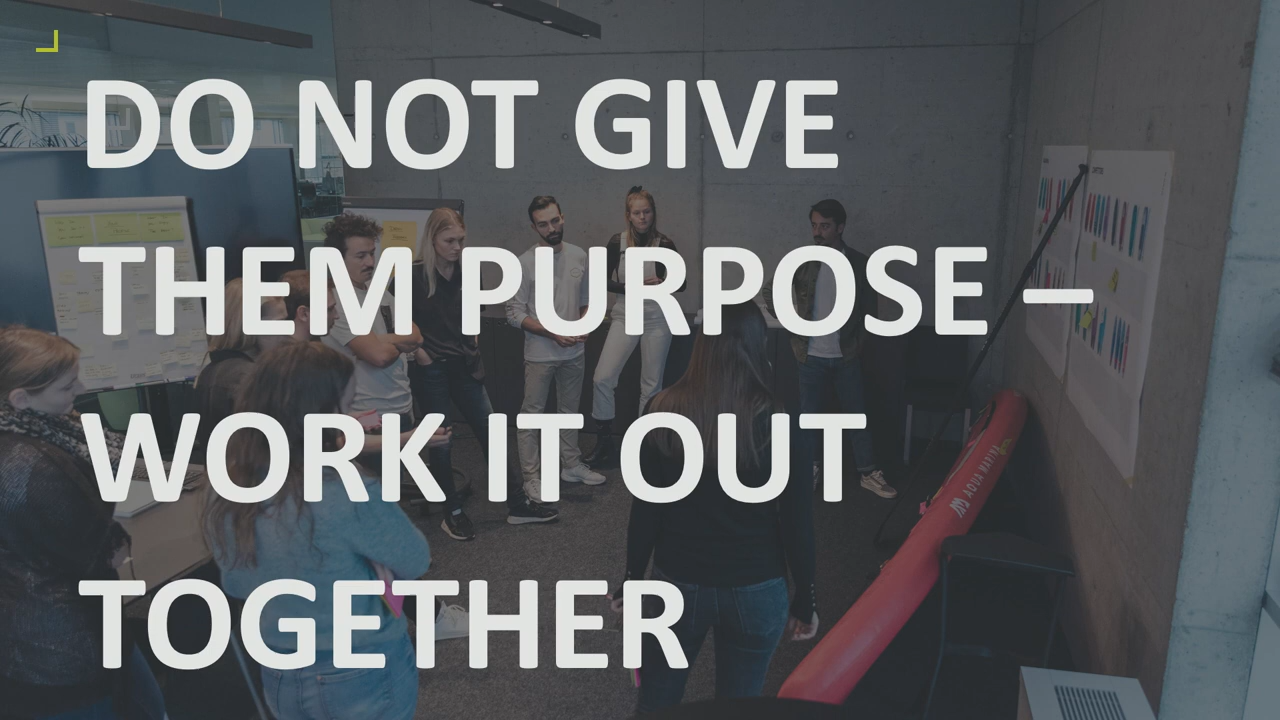 DO NOT GIVE
THEM PURPOSE –
WORK IT OUT
TOGETHER